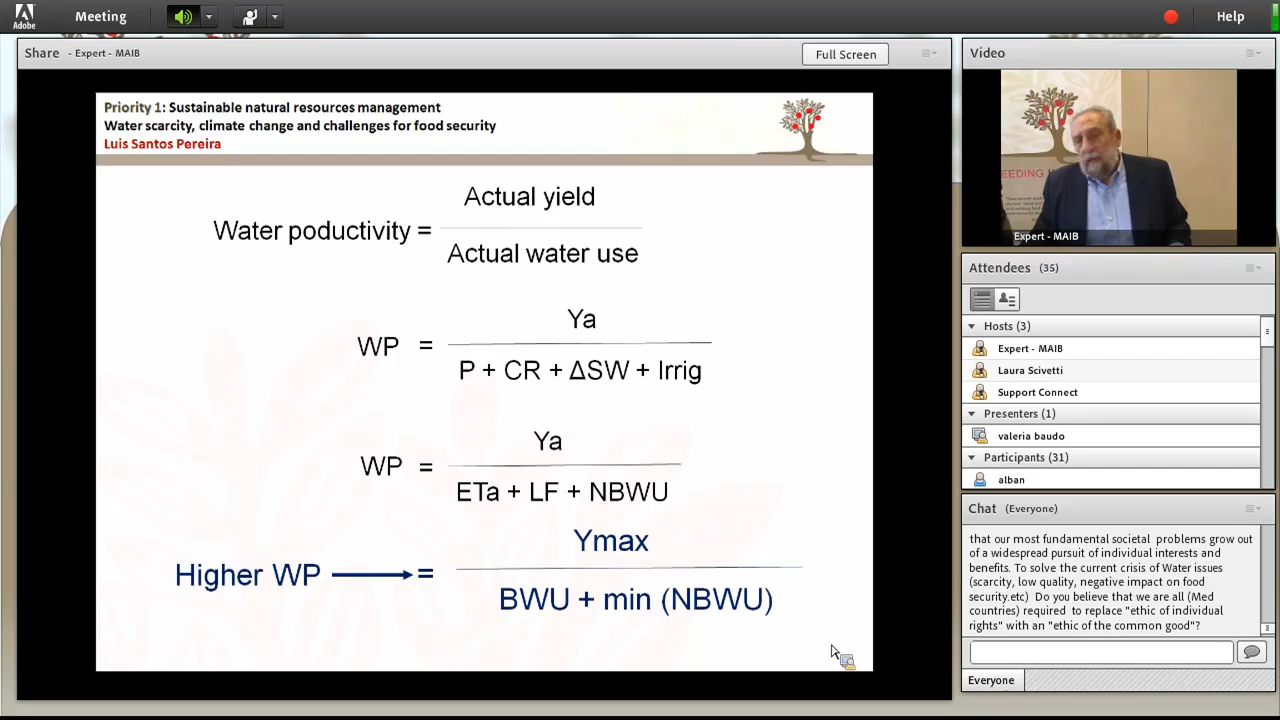 Adobe
Meeting
Help
Share - Expert - MAIB
Full Screen
Priority 1: Sustainable natural resources management
Water scarcity, climate change and challenges for food security
Luis Santos Pereira
Actual yield
Water poductivity =
Actual water use
Ya
WP =
P + CR + ΔSW + Irrig
Ya
WP =
ETa + LF + NBWU
Ymax
Higher WP =
BWU + min (NBWU)
Video
Expert - MAIB
Attendees (35)
Hosts (3)
Expert - MAIB
Laura Scivetti
Support Connect
Presenters (1)
valeria baudo
Participants (31)
alban
Chat (Everyone)
that our most fundamental societal problems grow out
of a widespread pursuit of individual interests and
benefits. To solve the current crisis of Water issues
(scarcity, low quality, negative impact on food
security.etc) Do you believe that we are all (Med
countries) required to replace "ethic of individual
rights" with an "ethic of the common good"?
Everyone